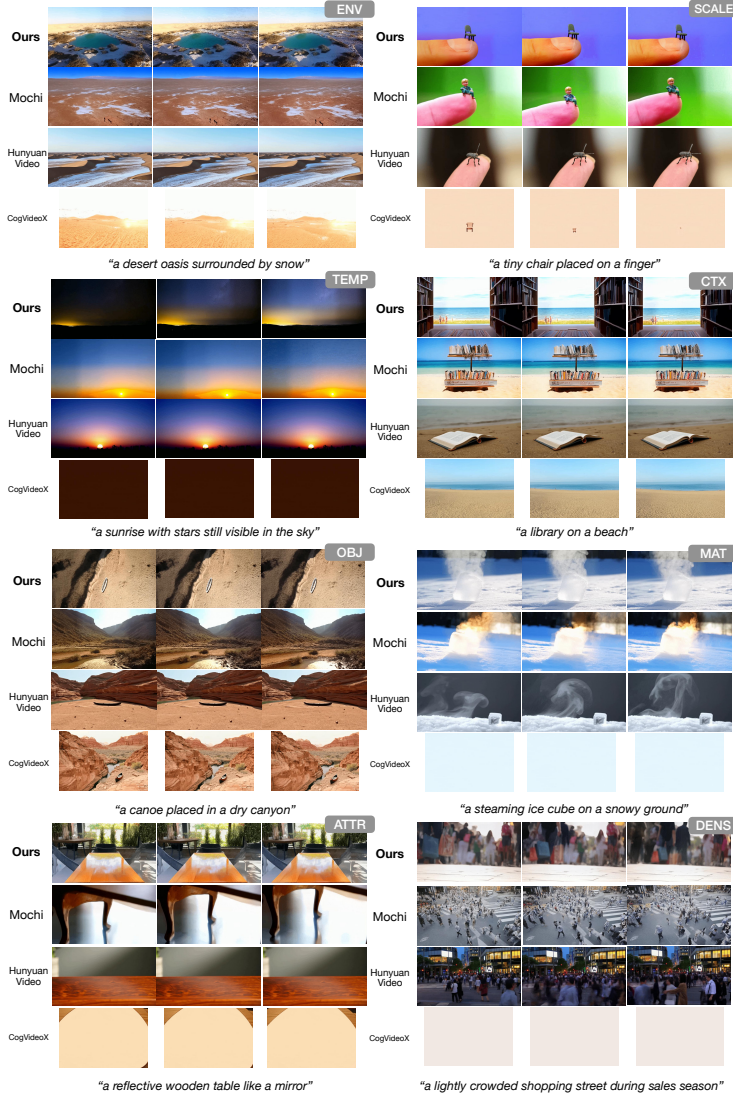 ENV
Ours
Mochi
Hunyuan
Video
CogVideoX
“a desert oasis surrounded by snow”
SCALE
Ours
Mochi
Hunyuan
Video
CogVideoX
“a tiny chair placed on a finger”
TEMP
Ours
Mochi
Hunyuan
Video
CogVideoX
“a sunrise with stars still visible in the sky”
CTX
Ours
Mochi
Hunyuan
Video
CogVideoX
“a library on a beach”
OBJ
Ours
Mochi
Hunyuan
Video
CogVideoX
“a canoe placed in a dry canyon”
MAT
Ours
Mochi
Hunyuan
Video
CogVideoX
“a steaming ice cube on a snowy ground”
ATTR
Ours
Mochi
Hunyuan
Video
CogVideoX
“a reflective wooden table like a mirror”
DENS
Ours
Mochi
Hunyuan
Video
CogVideoX
“a lightly crowded shopping street during sales season”